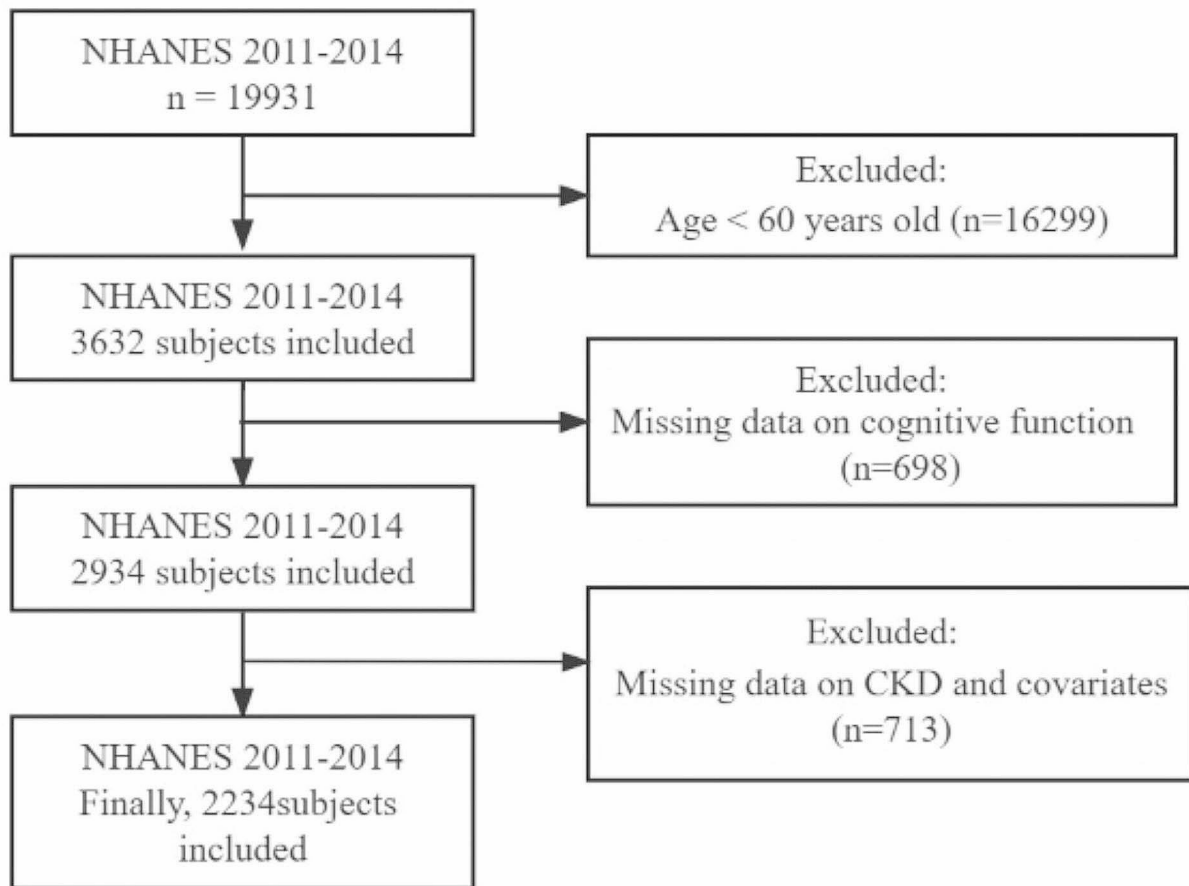 NHANES 2011-2014
n = 19931
Excluded:
Age < 60 years old (n=16299)
NHANES 2011-2014
3632 subjects included
Excluded:
Missing data on cognitive function
(n=698)
NHANES 2011-2014
2934 subjects included
Excluded:
Missing data on CKD and covariates
(n=713)
NHANES 2011-2014
Finally, 2234subjects
included